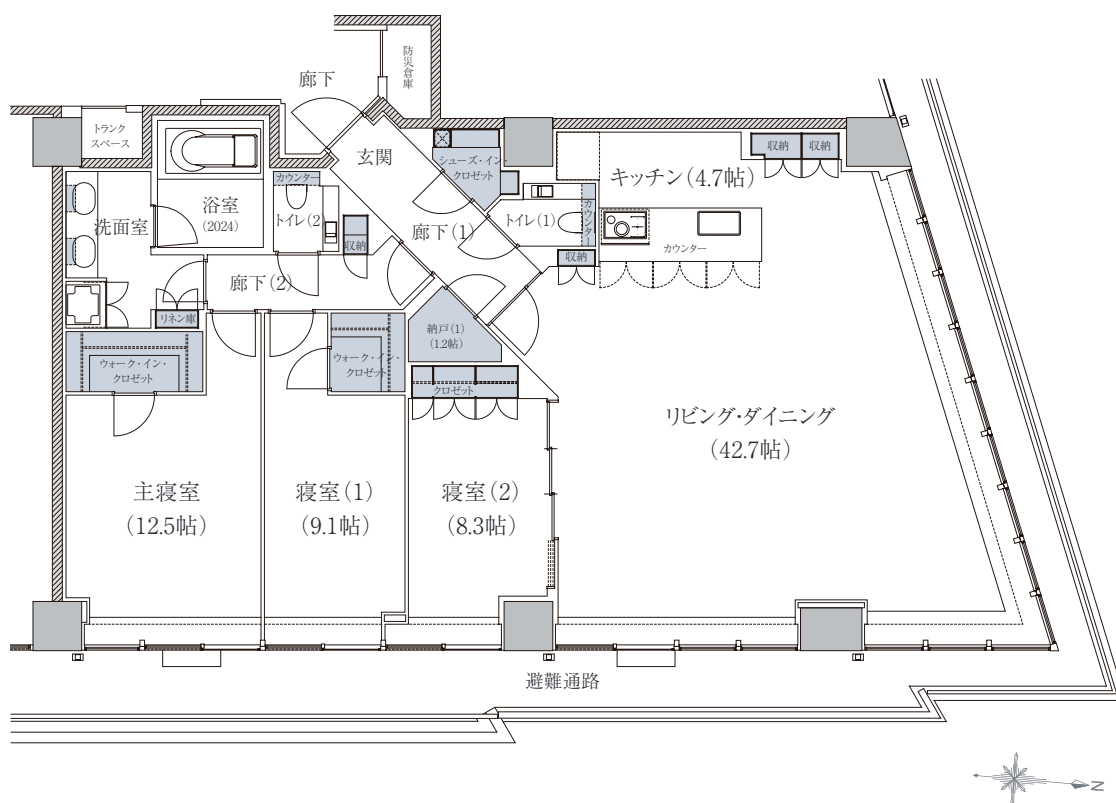 廊下
防災倉庫
トランク
スペース
玄関
シューズ・イン・
クロゼット
収納
収納
キッチン(4.7帖)
浴室
(2024)
カウンター
トイレ(2)
収納
洗面室
廊下(1)
トイレ(1)
カウンター
収納
カウンター
廊下(2)
リネン庫
納戸(1)
(1.2帖)
ウォーク・イン・
クロゼット
ウォーク・イン・
クロゼット
クロゼット
リビング・ダイニング
(42.7帖)
主寝室
(12.5帖)
寝室(1)
(9.1帖)
寝室(2)
(8.3帖)
避難通路
N